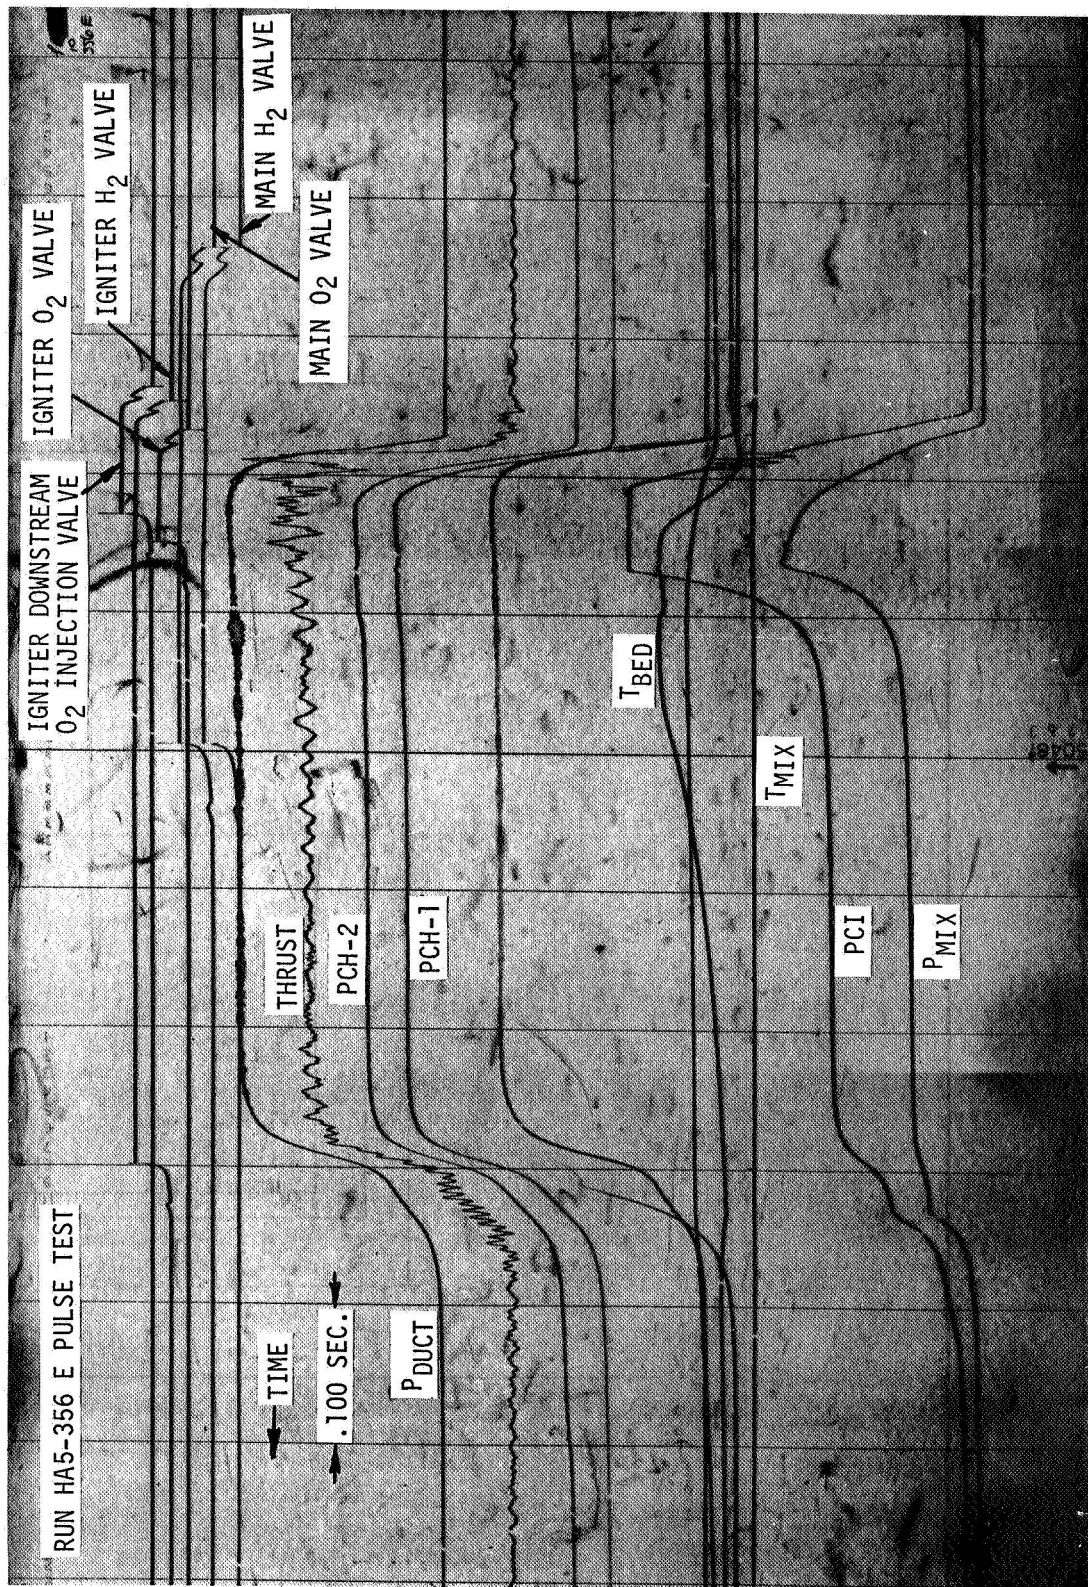 RUN HA5-356 E PULSE TEST
IGNITER DOWNSTREAM
O2 INJECTION VALVE
IGNITER O2 VALVE
IGNITER H2 VALVE
MAIN O2 VALVE
MAIN H2 VALVE
TIME
.100 SEC.
PDUCT
THRUST
PCH-2
PCH-1
TBED
TMIX
PCI
PMIX